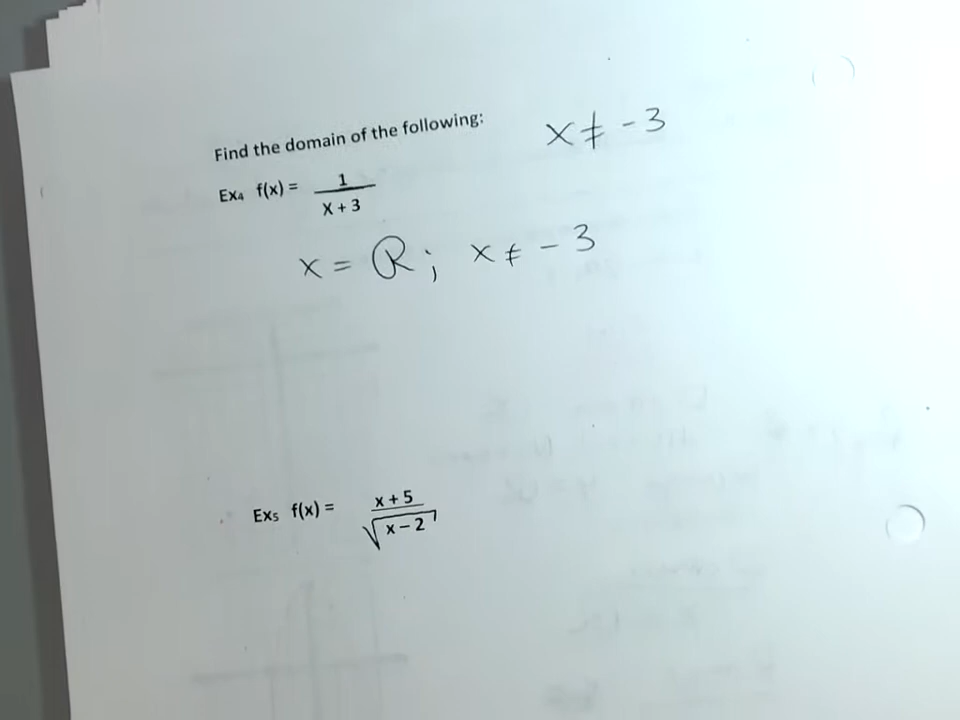 Find the domain of the following:
x ≠ -3
Ex4 f(x) = 1 / x + 3
x = ℝ; x ≠ -3
Ex5 f(x) = x + 5 / √x – 2